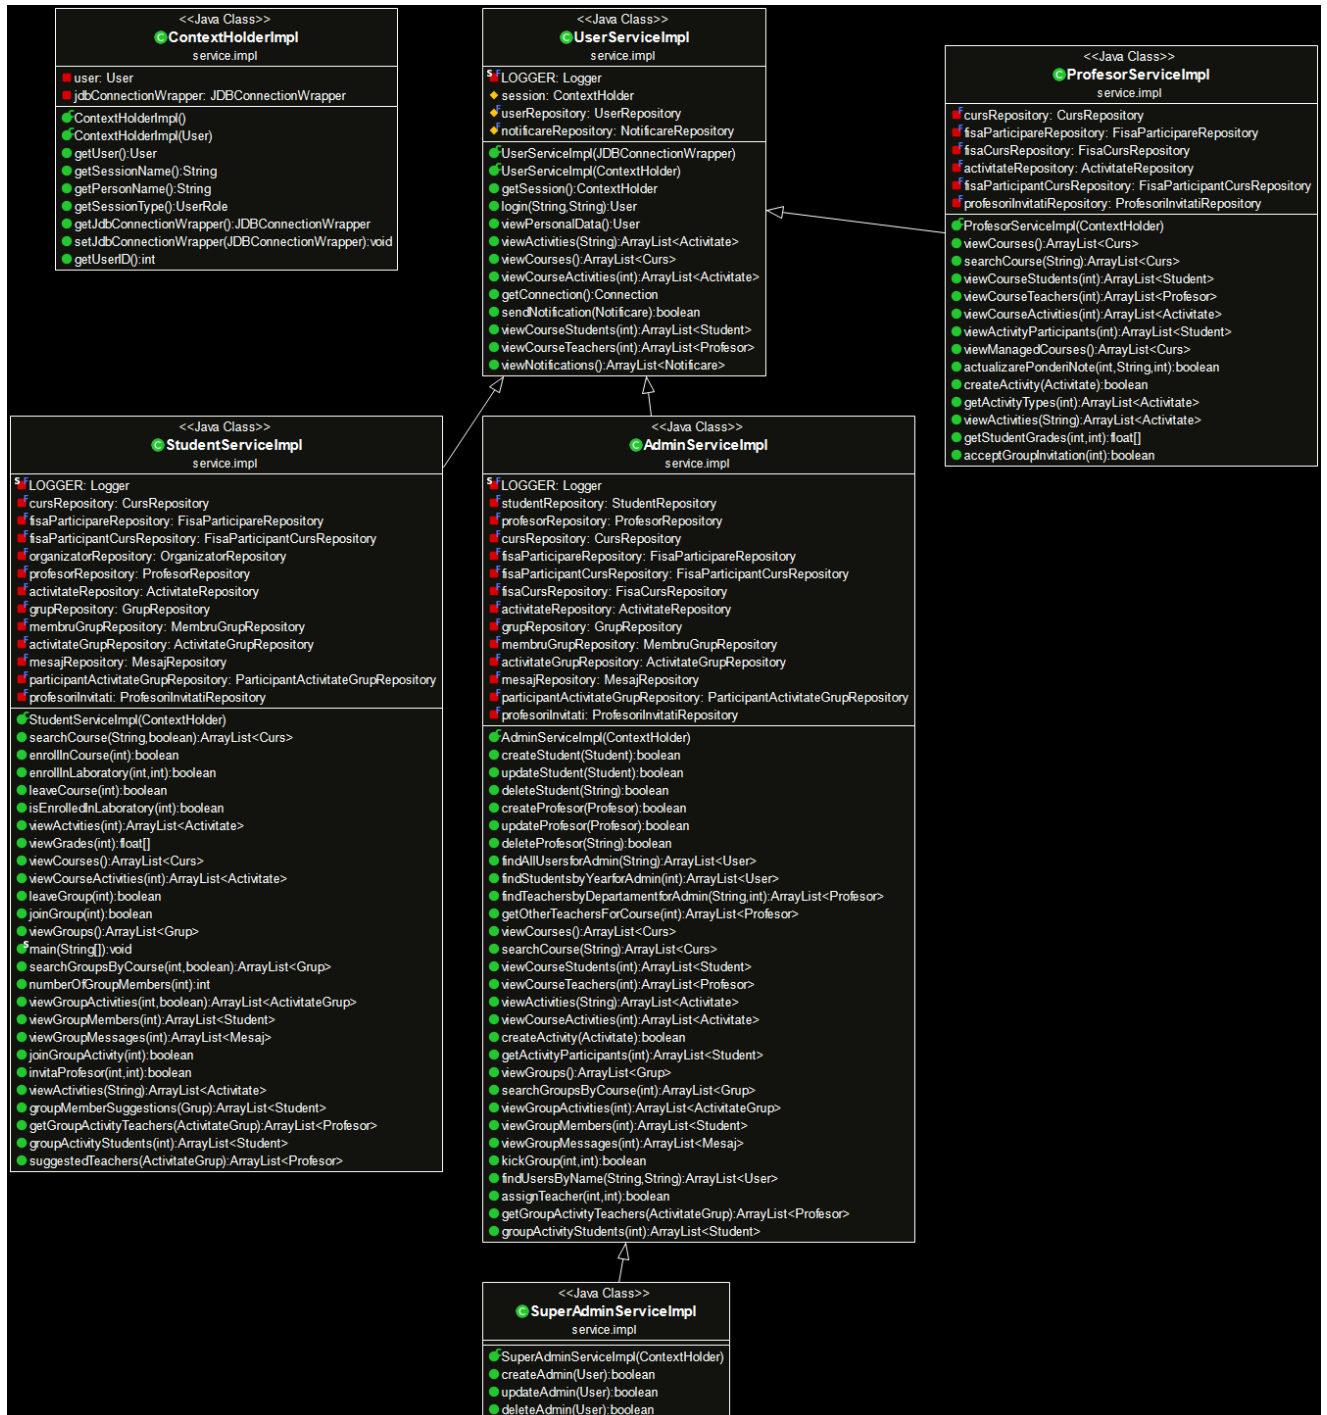 <<Java Class>>
ContextHolderImpl
service.impl
user: User
jdbConnectionWrapper: JDBConnectionWrapper
ContextHolderImpl()
ContextHolderImpl(User)
getUser():User
getSessionName():String
getPersonName():String
getSessionType():UserRole
getJdbConnectionWrapper():JDBConnectionWrapper
setJdbConnectionWrapper(JDBConnectionWrapper):void
getUserID():int
<<Java Class>>
UserServiceImpl
service.impl
LOGGER: Logger
session: ContextHolder
userRepository: UserRepository
notificareRepository: NotificareRepository
UserServiceImpl(JDBConnectionWrapper)
UserServiceImpl(ContextHolder)
getSession():ContextHolder
login(String,String):User
viewPersonalData():User
viewActivities(String):ArrayList<Activitate>
viewCourses():ArrayList<Curs>
viewCourseActivities(int):ArrayList<Activitate>
getConnection():Connection
sendNotification(Notificare):boolean
viewCourseStudents(int):ArrayList<Student>
viewCourseTeachers(int):ArrayList<Profesor>
viewNotifications():ArrayList<Notificare>
<<Java Class>>
ProfesorServiceImpl
service.impl
cursRepository: CursRepository
fisaParticipareRepository: FisaParticipareRepository
fisaCursRepository: FisaCursRepository
activitateRepository: ActivitateRepository
fisaParticipantCursRepository: FisaParticipantCursRepository
profesoriInvitatiRepository: ProfesoriInvitatiRepository
ProfesorServiceImpl(ContextHolder)
viewCourses():ArrayList<Curs>
searchCourse(String):ArrayList<Curs>
viewCourseStudents(int):ArrayList<Student>
viewCourseTeachers(int):ArrayList<Profesor>
viewCourseActivities(int):ArrayList<Activitate>
viewActivityParticipants(int):ArrayList<Student>
viewManagedCourses():ArrayList<Curs>
actualizarePonderiNote(int,String,int):boolean
createActivity(Activitate):boolean
getActivityTypes(int):ArrayList<Activitate>
viewActivities(String):ArrayList<Activitate>
getStudentGrades(int,int):float[]
acceptGroupInvitation(int):boolean
<<Java Class>>
StudentServiceImpl
service.impl
LOGGER: Logger
cursRepository: CursRepository
fisaParticipareRepository: FisaParticipareRepository
fisaParticipantCursRepository: FisaParticipantCursRepository
organizatorRepository: OrganizatorRepository
profesorRepository: ProfesorRepository
activitateRepository: ActivitateRepository
grupRepository: GrupRepository
membruGrupRepository: MembruGrupRepository
activitateGrupRepository: ActivitateGrupRepository
mesajRepository: MesajRepository
participantActivitateGrupRepository: ParticipantActivitateGrupRepository
profesoriInvitati: ProfesoriInvitatiRepository
StudentServiceImpl(ContextHolder)
searchCourse(String,boolean):ArrayList<Curs>
enrollInCourse(int):boolean
enrollInLaboratory(int,int):boolean
leaveCourse(int):boolean
isEnrolledInLaboratory(int):boolean
viewActvities(int):ArrayList<Activitate>
viewGrades(int):float[]
viewCourses():ArrayList<Curs>
viewCourseActivities(int):ArrayList<Activitate>
leaveGroup(int):boolean
joinGroup(int):boolean
viewGroups():ArrayList<Grup>
main(String[]):void
searchGroupsByCourse(int,boolean):ArrayList<Grup>
numberOfGroupMembers(int):int
viewGroupActivities(int,boolean):ArrayList<ActivitateGrup>
viewGroupMembers(int):ArrayList<Student>
viewGroupMessages(int):ArrayList<Mesaj>
joinGroupActivity(int):boolean
invitaProfesor(int,int):boolean
viewActivities(String):ArrayList<Activitate>
groupMemberSuggestions(Grup):ArrayList<Student>
getGroupActivityTeachers(ActivitateGrup):ArrayList<Profesor>
groupActivityStudents(int):ArrayList<Student>
suggestedTeachers(ActivitateGrup):ArrayList<Profesor>
<<Java Class>>
AdminServiceImpl
service.impl
LOGGER: Logger
studentRepository: StudentRepository
profesorRepository: ProfesorRepository
cursRepository: CursRepository
fisaParticipareRepository: FisaParticipareRepository
fisaParticipantCursRepository: FisaParticipantCursRepository
fisaCursRepository: FisaCursRepository
activitateRepository: ActivitateRepository
grupRepository: GrupRepository
membruGrupRepository: MembruGrupRepository
activitateGrupRepository: ActivitateGrupRepository
mesajRepository: MesajRepository
participantActivitateGrupRepository: ParticipantActivitateGrupRepository
profesoriInvitati: ProfesoriInvitatiRepository
AdminServiceImpl(ContextHolder)
createStudent(Student):boolean
updateStudent(Student):boolean
deleteStudent(String):boolean
createProfesor(Profesor):boolean
updateProfesor(Profesor):boolean
deleteProfesor(String):boolean
findAllUsersforAdmin(String):ArrayList<User>
findStudentsbyYearforAdmin(int):ArrayList<User>
findTeachersbyDepartamentforAdmin(String,int):ArrayList<Profesor>
getOtherTeachersForCourse(int):ArrayList<Profesor>
viewCourses():ArrayList<Curs>
searchCourse(String):ArrayList<Curs>
viewCourseStudents(int):ArrayList<Student>
viewCourseTeachers(int):ArrayList<Profesor>
viewActivities(String):ArrayList<Activitate>
viewCourseActivities(int):ArrayList<Activitate>
createActivity(Activitate):boolean
getActivityParticipants(int):ArrayList<Student>
viewGroups():ArrayList<Grup>
searchGroupsByCourse(int):ArrayList<Grup>
viewGroupActivities(int):ArrayList<ActivitateGrup>
viewGroupMembers(int):ArrayList<Student>
viewGroupMessages(int):ArrayList<Mesaj>
kickGroup(int,int):boolean
findUsersByName(String,String):ArrayList<User>
assignTeacher(int,int):boolean
getGroupActivityTeachers(ActivitateGrup):ArrayList<Profesor>
groupActivityStudents(int):ArrayList<Student>
<<Java Class>>
SuperAdminServiceImpl
service.impl
SuperAdminServiceImpl(ContextHolder)
createAdmin(User):boolean
updateAdmin(User):boolean
deleteAdmin(User):boolean